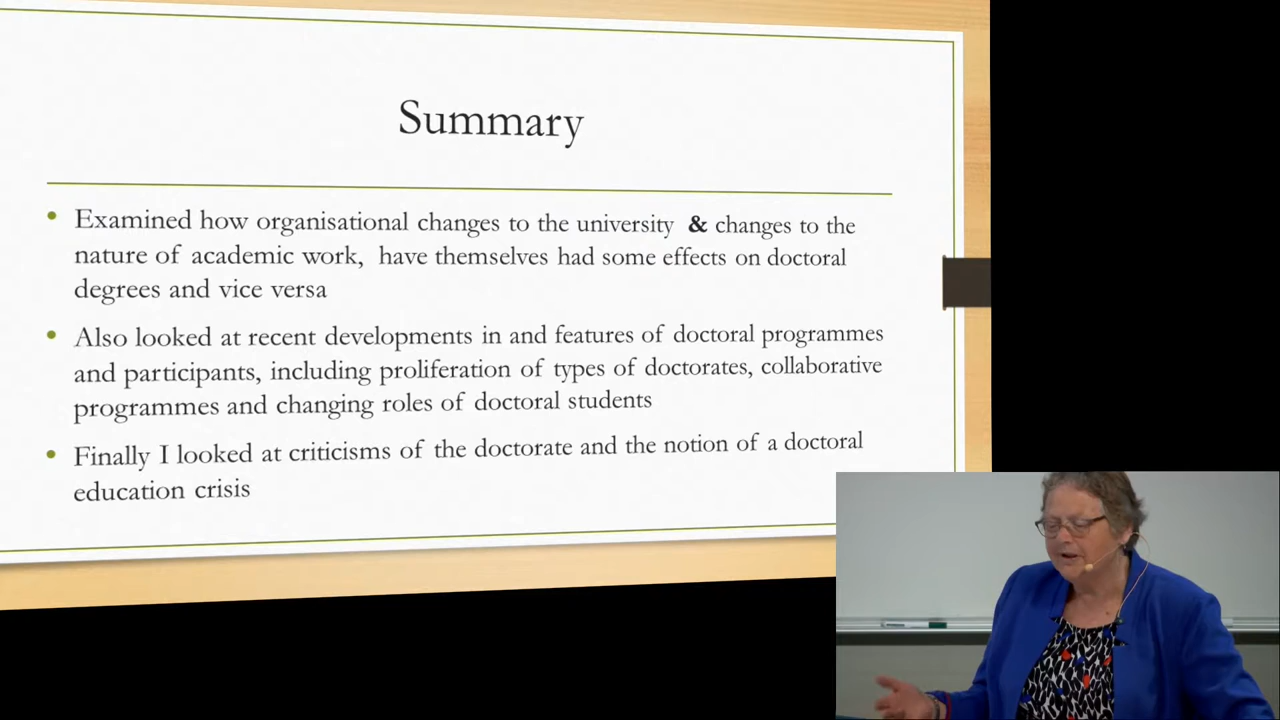 Summary
• Examined how organisational changes to the university & changes to the
nature of academic work, have themselves had some effects on doctoral
degrees and vice versa
• Also looked at recent developments in and features of doctoral programmes
and participants, including proliferation of types of doctorates, collaborative
programmes and changing roles of doctoral students
• Finally I looked at criticisms of the doctorate and the notion of a doctoral
education crisis